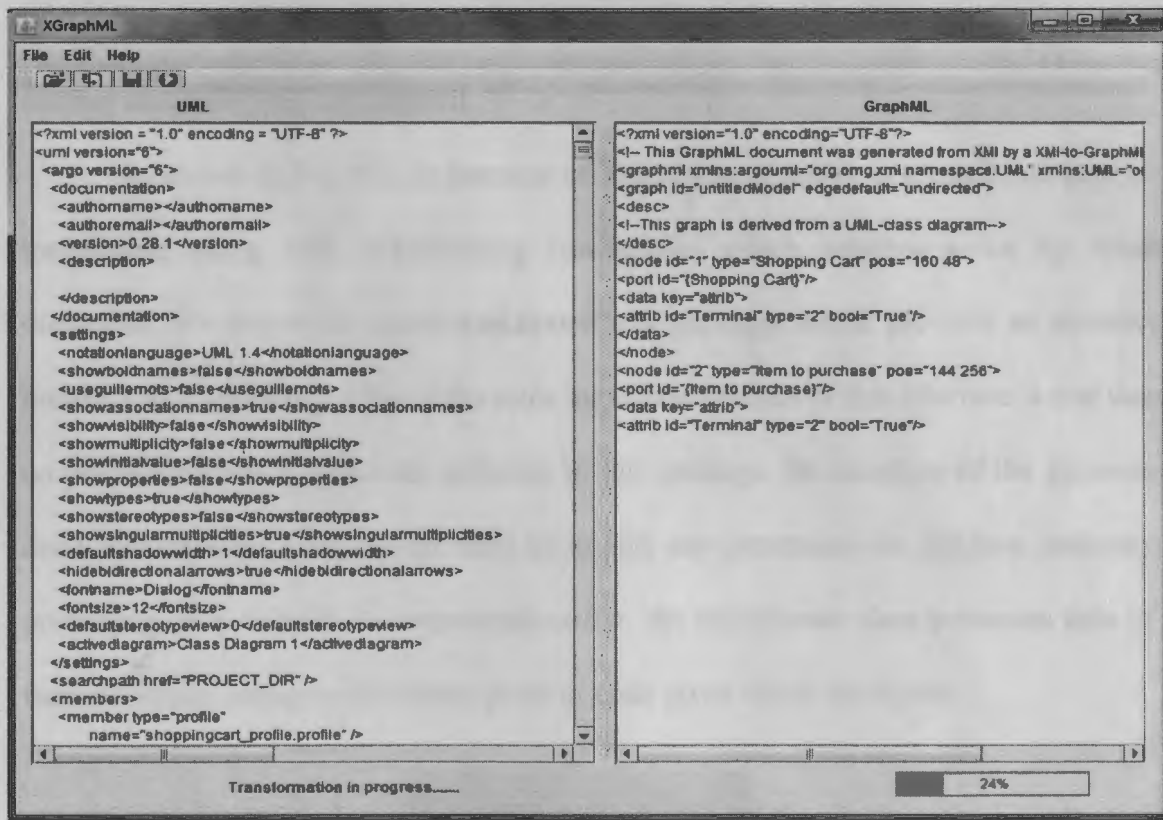 XGraphML
File Edit Help
UML
<?xml version = "1.0" encoding = "UTF-8" ?>
<uml version="6">
<argo version="6">
<documentation>
<authorname></authorname>
<authoremail></authoremail>
<version>0 28.1</version>
<description>
</description>
</documentation>
<settings>
<notationlanguage>UML 1.4</notationlanguage>
<showboldnames>false</showboldnames>
<useguillemots>false</useguillemots>
<showassociationnames>true</showassociationnames>
<showvisibility>false</showvisibility>
<showmultiplicity>false</showmultiplicity>
<showinitialvalue>false</showinitialvalue>
<showproperties>false</showproperties>
<showtypes>true</showtypes>
<showstereotypes>false</showstereotypes>
<showsingularmultiplicities>true</showsingularmultiplicities>
<defaultshadowwidth>1</defaultshadowwidth>
<hidebidirectionalarrows>true</hidebidirectionalarrows>
<fontname>Dialog</fontname>
<fontsize>12</fontsize>
<defaultstereotypeview>0</defaultstereotypeview>
<activediagram>Class Diagram 1</activediagram>
</settings>
<searchpath href="PROJECT_DIR" />
<members>
<member type="profile"
name="shoppingcart_profile.profile" />
GraphML
<?xml version="1.0" encoding="UTF-8"?>
<!-- This GraphML document was generated from XMI by a XMI-to-GraphMl
<graphml xmlns:argouml="org omg.xmi namespace.UML" xmlns:UML="or
<graph id="untitledModel" edgedefault="undirected">
<desc>
<!--This graph is derived from a UML-class diagram-->
</desc>
<node id="1" type="Shopping Cart" pos="160 48">
<port id="{Shopping Cart}"/>
<data key="attrib">
<attrib id="Terminal" type="2" bool="True"/>
</data>
</node>
<node id="2" type="Item to purchase" pos="144 256">
<port id="{Item to purchase}"/>
<data key="attrib">
<attrib id="Terminal" type="2" bool="True"/>
Transformation in progress.......
24%